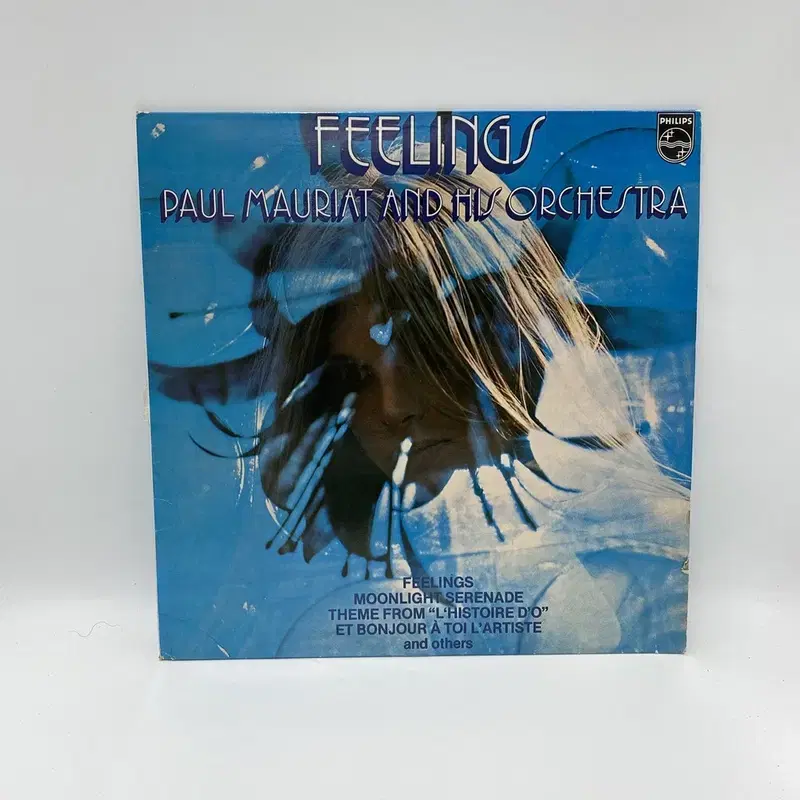 FEELINGS
PHILIPS
PAUL MAURIAT AND HIS ORCHESTRA
FEELINGS
MOONLIGHT SERENADE
THEME FROM "L'HISTOIRE D'O"
ET BONJOUR À TOI L'ARTISTE
and others